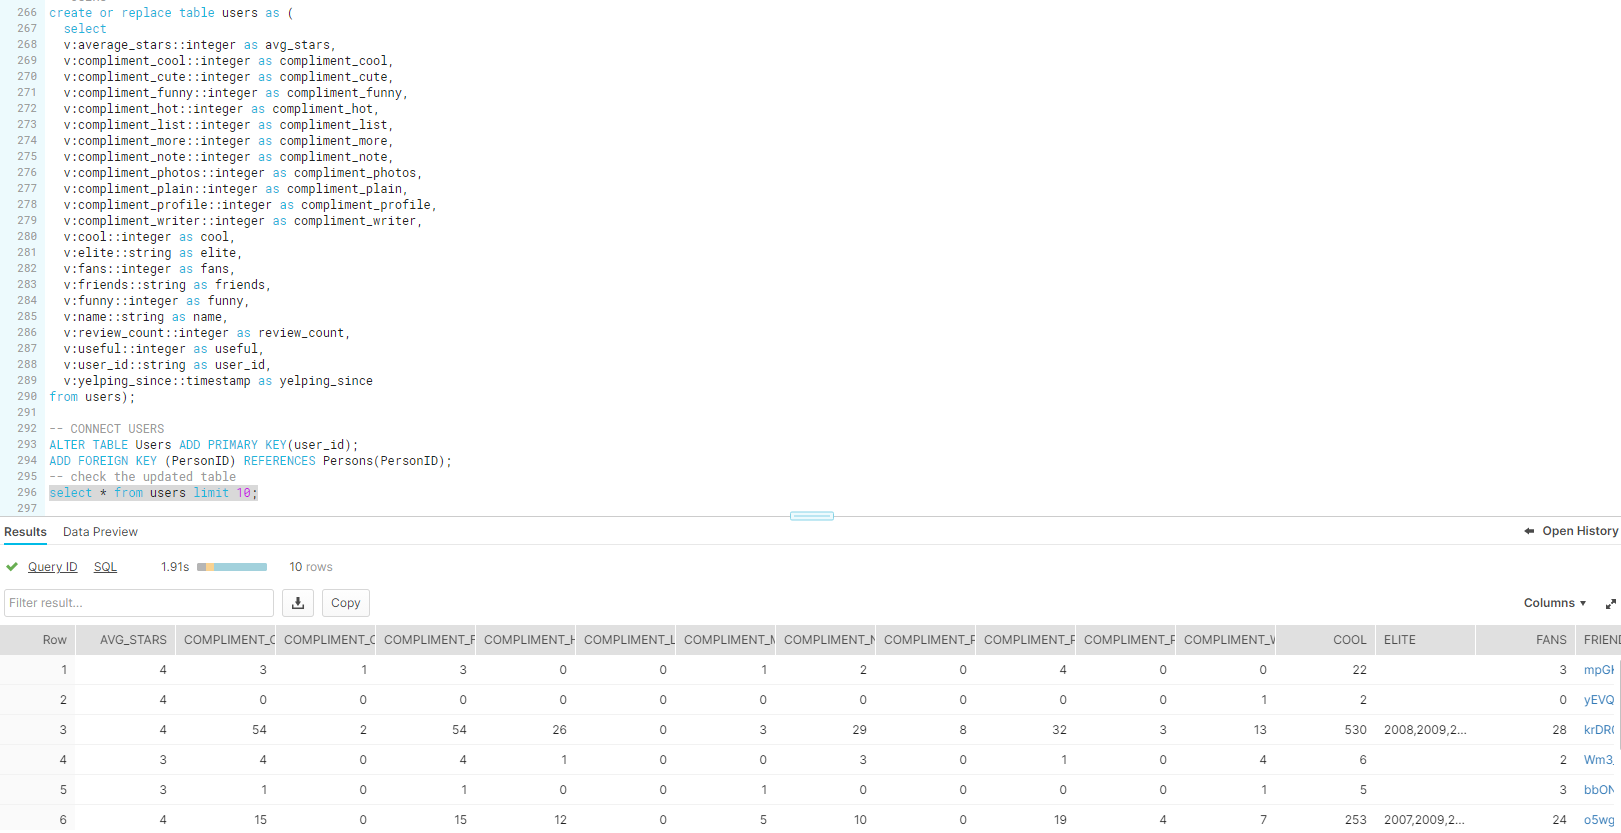 266 create or replace table users as (
267 select
268 v:average_stars::integer as avg_stars,
269 v:compliment_cool::integer as compliment_cool,
270 v:compliment_cute::integer as compliment_cute,
271 v:compliment_funny::integer as compliment_funny,
272 v:compliment_hot::integer as compliment_hot,
273 v:compliment_list::integer as compliment_list,
274 v:compliment_more::integer as compliment_more,
275 v:compliment_note::integer as compliment_note,
276 v:compliment_photos::integer as compliment_photos,
277 v:compliment_plain::integer as compliment_plain,
278 v:compliment_profile::integer as compliment_profile,
279 v:compliment_writer::integer as compliment_writer,
280 v:cool::integer as cool,
281 v:elite::string as elite,
282 v:fans::integer as fans,
283 v:friends::string as friends,
284 v:funny::integer as funny,
285 v:name::string as name,
286 v:review_count::integer as review_count,
287 v:useful::integer as useful,
288 v:user_id::string as user_id,
289 v:yelping_since::timestamp as yelping_since
290 from users);
291
292 -- CONNECT USERS
293 ALTER TABLE Users ADD PRIMARY KEY(user_id);
294 ADD FOREIGN KEY (PersonID) REFERENCES Persons(PersonID);
295 -- check the updated table
296 select * from users limit 10;
297
Results Data Preview Open History
Query ID SQL 1.91s 10 rows
Filter result... Copy Columns
Row AVG_STARS COMPLIMENT_C COMPLIMENT_C COMPLIMENT_F COMPLIMENT_H COMPLIMENT_L COMPLIMENT_M COMPLIMENT_N COMPLIMENT_P COMPLIMENT_P COMPLIMENT_P COMPLIMENT_W COOL ELITE FANS FRIEND
1 4 3 1 3 0 0 1 2 0 4 0 0 22 3 mpGH
2 4 0 0 0 0 0 0 0 0 0 0 1 2 0 yEVQ
3 4 54 2 54 26 0 3 29 8 32 3 13 530 2008,2009,2... 28 krDR
4 3 4 0 4 1 0 0 3 0 1 0 4 6 2 Wm3_
5 3 1 0 1 0 0 1 0 0 0 0 1 5 3 bbON
6 4 15 0 15 12 0 5 10 0 19 4 7 253 2007,2009,2... 24 o5wg